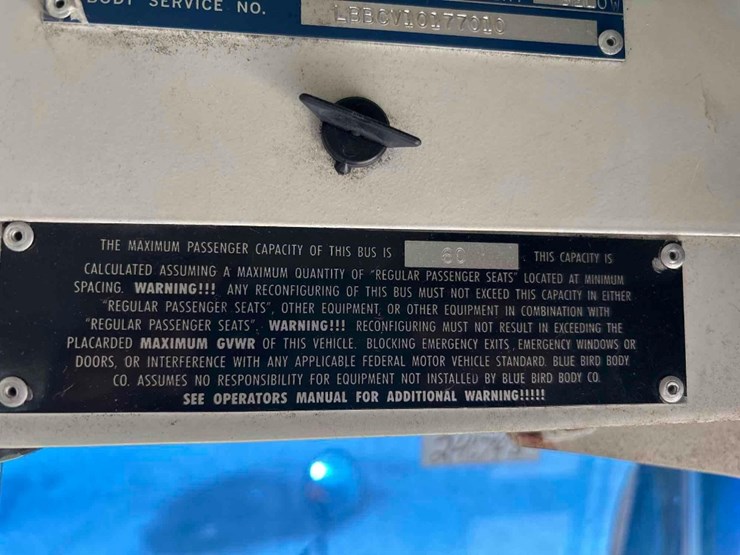 BODY SERVICE NO. LBBCV10177010
THE MAXIMUM PASSENGER CAPACITY OF THIS BUS IS 60 THIS CAPACITY IS
CALCULATED ASSUMING A MAXIMUM QUANTITY OF "REGULAR PASSENGER SEATS" LOCATED AT MINIMUM
SPACING. WARNING!!! ANY RECONFIGURING OF THIS BUS MUST NOT EXCEED THIS CAPACITY IN EITHER
"REGULAR PASSENGER SEATS", OTHER EQUIPMENT, OR OTHER EQUIPMENT IN COMBINATION WITH
"REGULAR PASSENGER SEATS". WARNING!!! RECONFIGURING MUST NOT RESULT IN EXCEEDING THE
PLACARDED MAXIMUM GVWR OF THIS VEHICLE. BLOCKING EMERGENCY EXITS, EMERGENCY WINDOWS OR
DOORS, OR INTERFERENCE WITH ANY APPLICABLE FEDERAL MOTOR VEHICLE STANDARD. BLUE BIRD BODY
CO. ASSUMES NO RESPONSIBILITY FOR EQUIPMENT NOT INSTALLED BY BLUE BIRD BODY CO.
SEE OPERATORS MANUAL FOR ADDITIONAL WARNING!!!!!